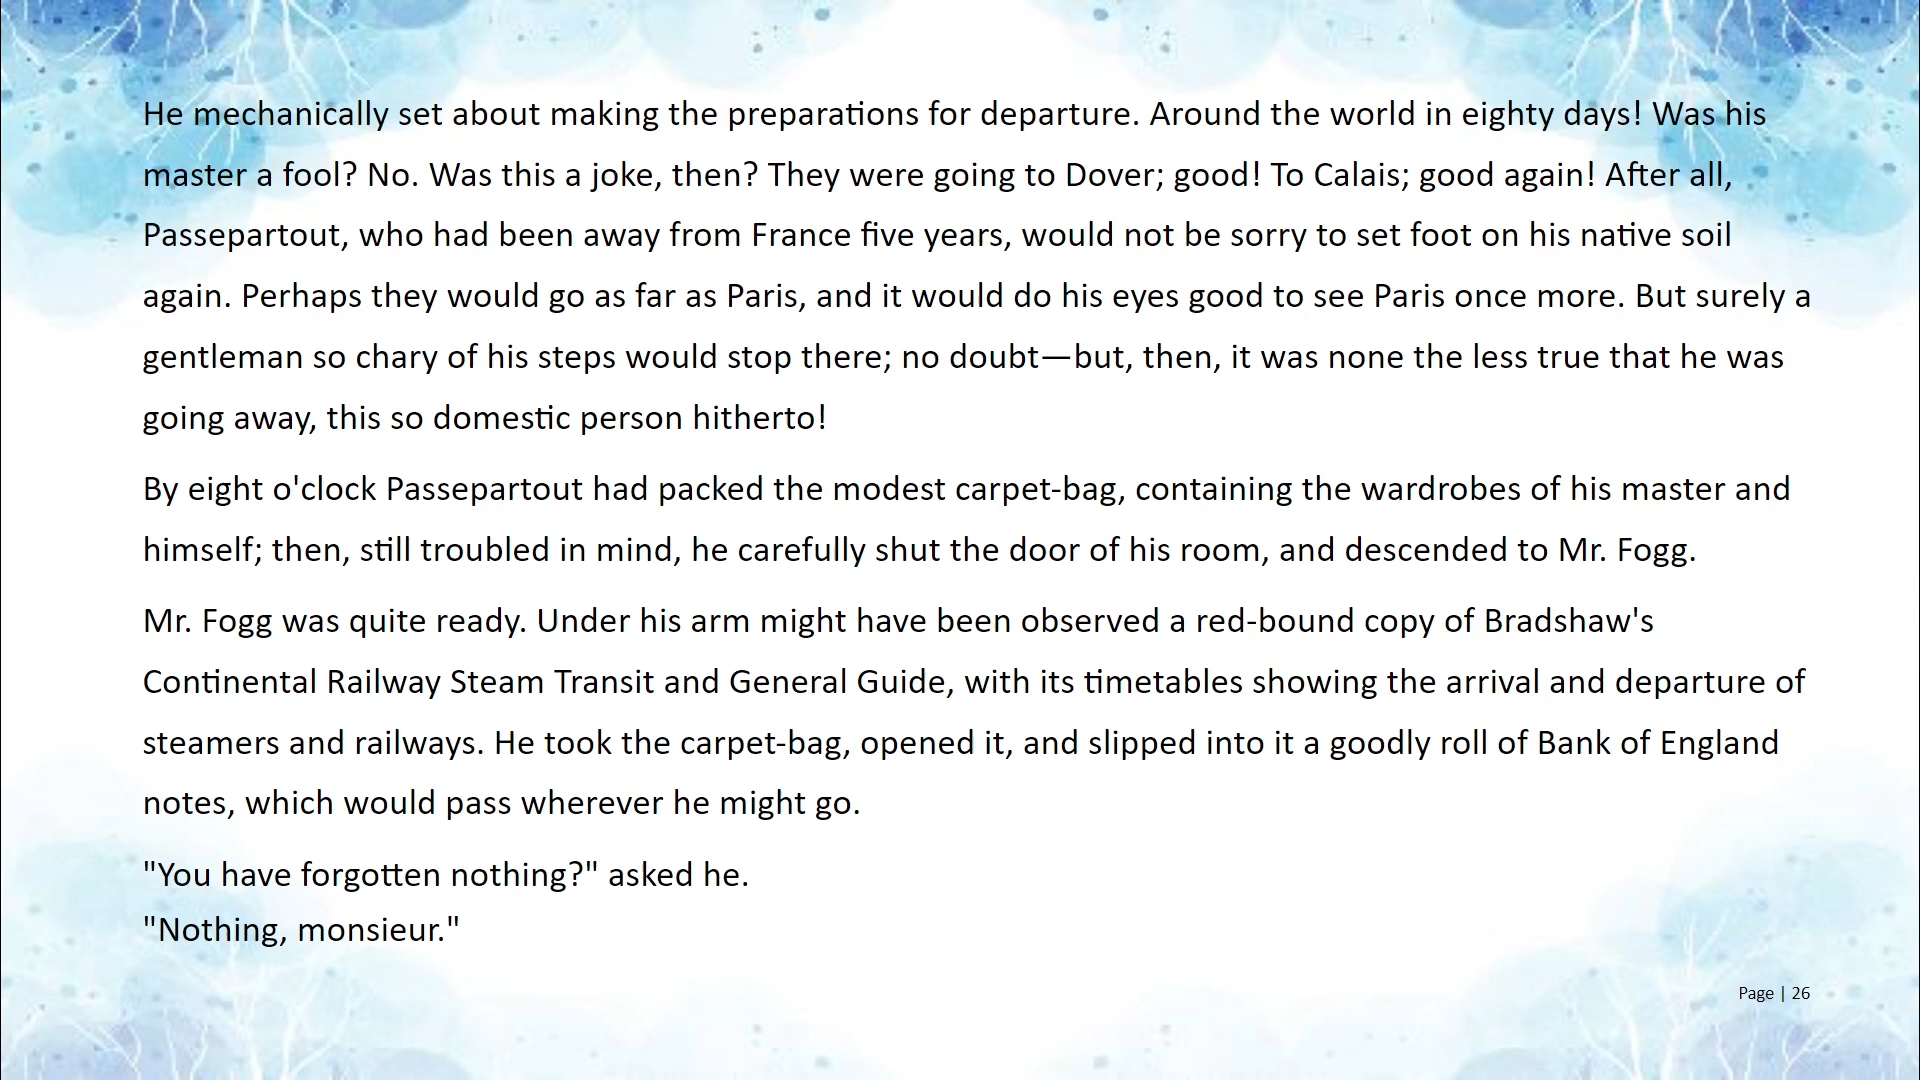 He mechanically set about making the preparations for departure. Around the world in eighty days! Was his
master a fool? No. Was this a joke, then? They were going to Dover; good! To Calais; good again! After all,
Passepartout, who had been away from France five years, would not be sorry to set foot on his native soil
again. Perhaps they would go as far as Paris, and it would do his eyes good to see Paris once more. But surely a
gentleman so chary of his steps would stop there; no doubt—but, then, it was none the less true that he was
going away, this so domestic person hitherto!
By eight o'clock Passepartout had packed the modest carpet-bag, containing the wardrobes of his master and
himself; then, still troubled in mind, he carefully shut the door of his room, and descended to Mr. Fogg.
Mr. Fogg was quite ready. Under his arm might have been observed a red-bound copy of Bradshaw's
Continental Railway Steam Transit and General Guide, with its timetables showing the arrival and departure of
steamers and railways. He took the carpet-bag, opened it, and slipped into it a goodly roll of Bank of England
notes, which would pass wherever he might go.
"You have forgotten nothing?" asked he.
"Nothing, monsieur."
Page | 26